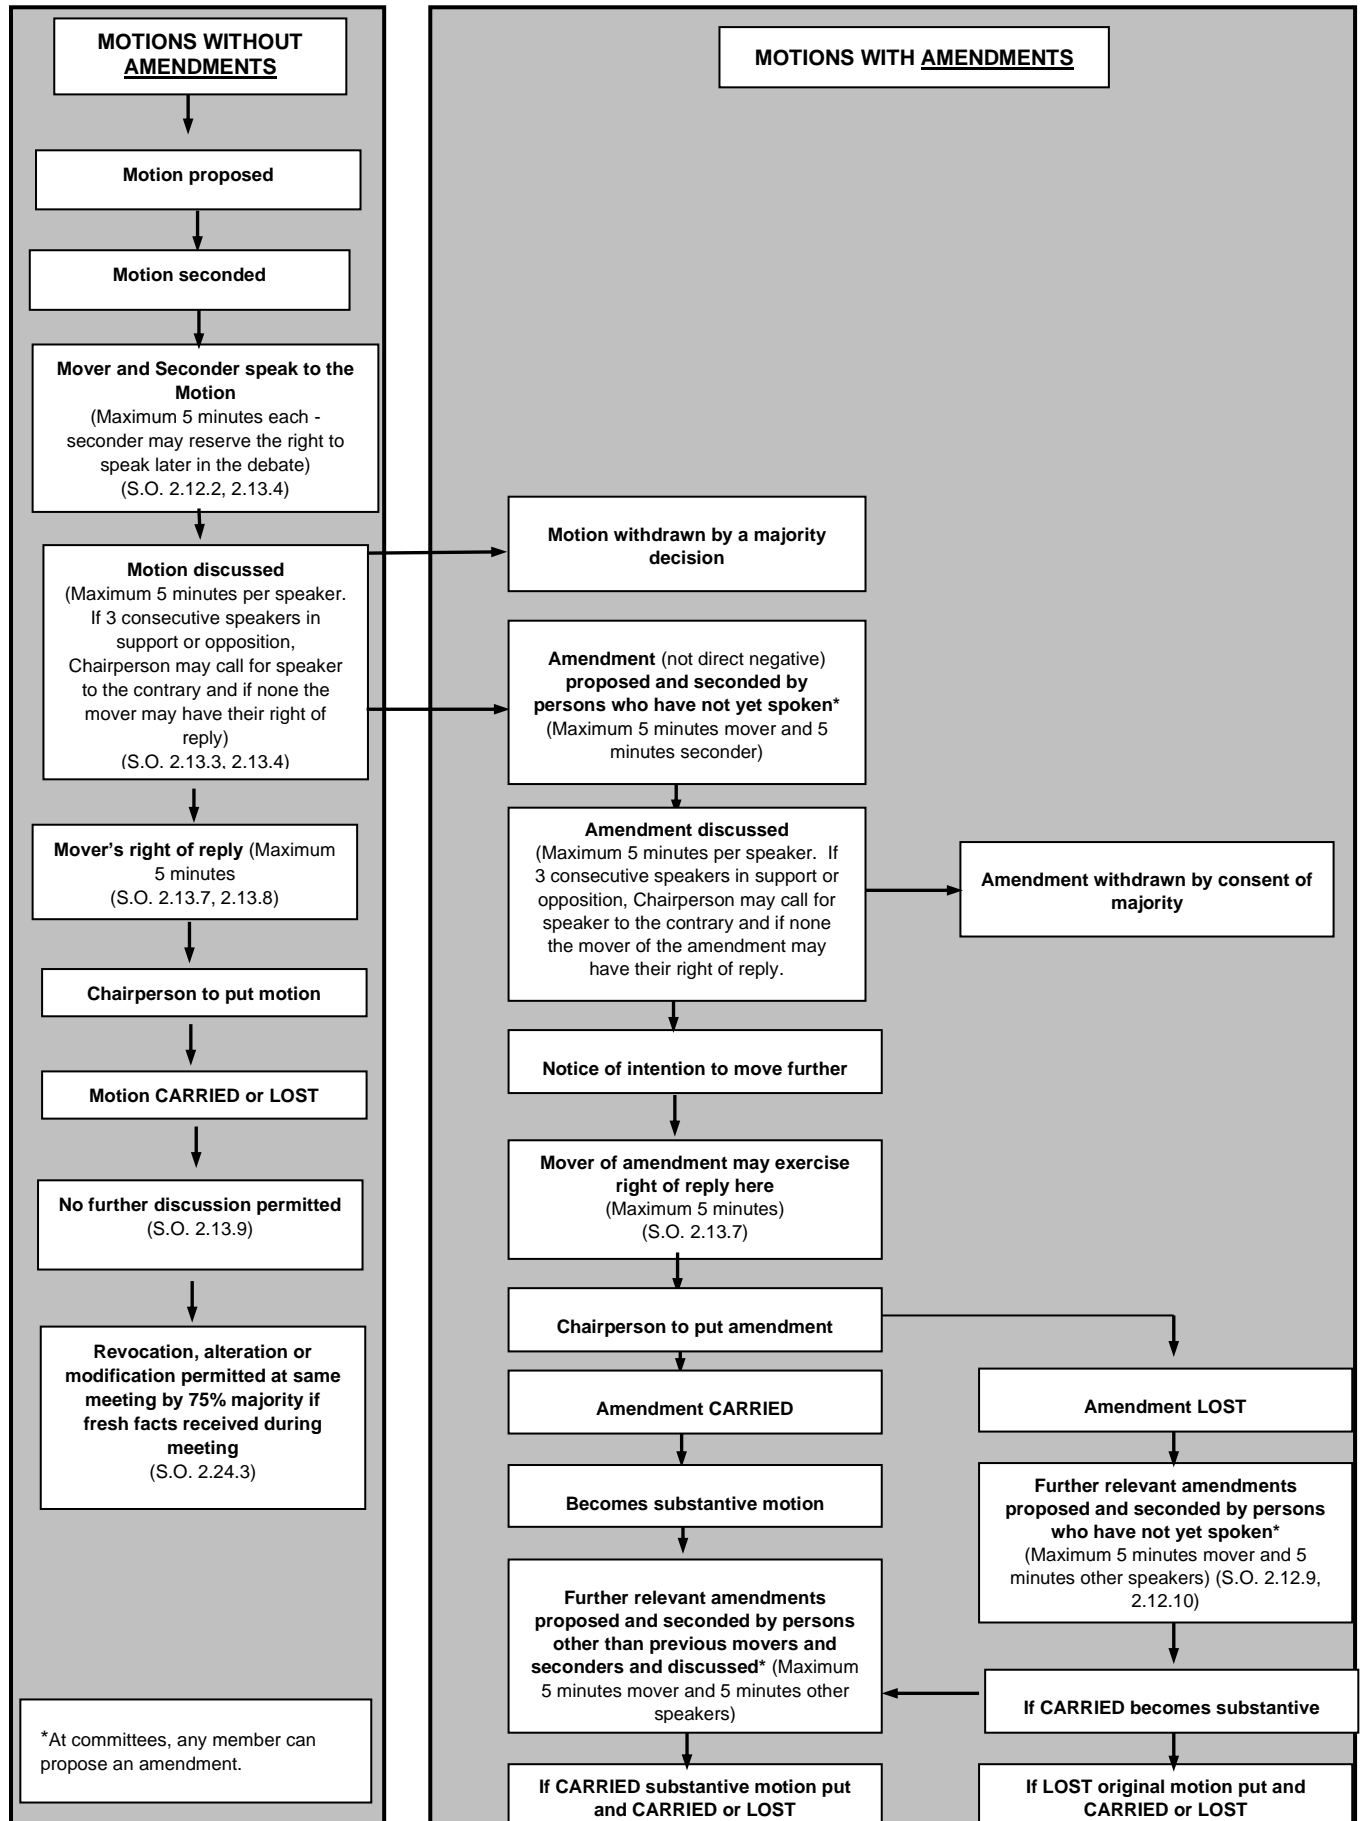 MOTIONS WITHOUT
AMENDMENTS
Motion proposed
Motion seconded
Mover and Seconder speak to the
Motion
(Maximum 5 minutes each -
seconder may reserve the right to
speak later in the debate)
(S.O. 2.12.2, 2.13.4)
Motion discussed
(Maximum 5 minutes per speaker.
If 3 consecutive speakers in
support or opposition,
Chairperson may call for speaker
to the contrary and if none the
mover may have their right of
reply)
(S.O. 2.13.3, 2.13.4)
Mover's right of reply (Maximum
5 minutes
(S.O. 2.13.7, 2.13.8)
Chairperson to put motion
Motion CARRIED or LOST
No further discussion permitted
(S.O. 2.13.9)
Revocation, alteration or
modification permitted at same
meeting by 75% majority if
fresh facts received during
meeting
(S.O. 2.24.3)
*At committees, any member can
propose an amendment.
MOTIONS WITH AMENDMENTS
Motion withdrawn by a majority
decision
Amendment (not direct negative)
proposed and seconded by
persons who have not yet spoken*
(Maximum 5 minutes mover and 5
minutes seconder)
Amendment discussed
(Maximum 5 minutes per speaker.  If
3 consecutive speakers in support or
opposition, Chairperson may call for
speaker to the contrary and if none
the mover of the amendment may
have their right of reply.
Amendment withdrawn by consent of
majority
Notice of intention to move further
Mover of amendment may exercise
right of reply here
(Maximum 5 minutes)
(S.O. 2.13.7)
Chairperson to put amendment
Amendment CARRIED
Becomes substantive motion
Further relevant amendments
proposed and seconded by persons
other than previous movers and
seconders and discussed* (Maximum
5 minutes mover and 5 minutes other
speakers)
If CARRIED substantive motion put
and CARRIED or LOST
Amendment LOST
Further relevant amendments
proposed and seconded by persons
who have not yet spoken*
(Maximum 5 minutes mover and 5
minutes other speakers) (S.O. 2.12.9,
2.12.10)
If CARRIED becomes substantive
If LOST original motion put and
CARRIED or LOST